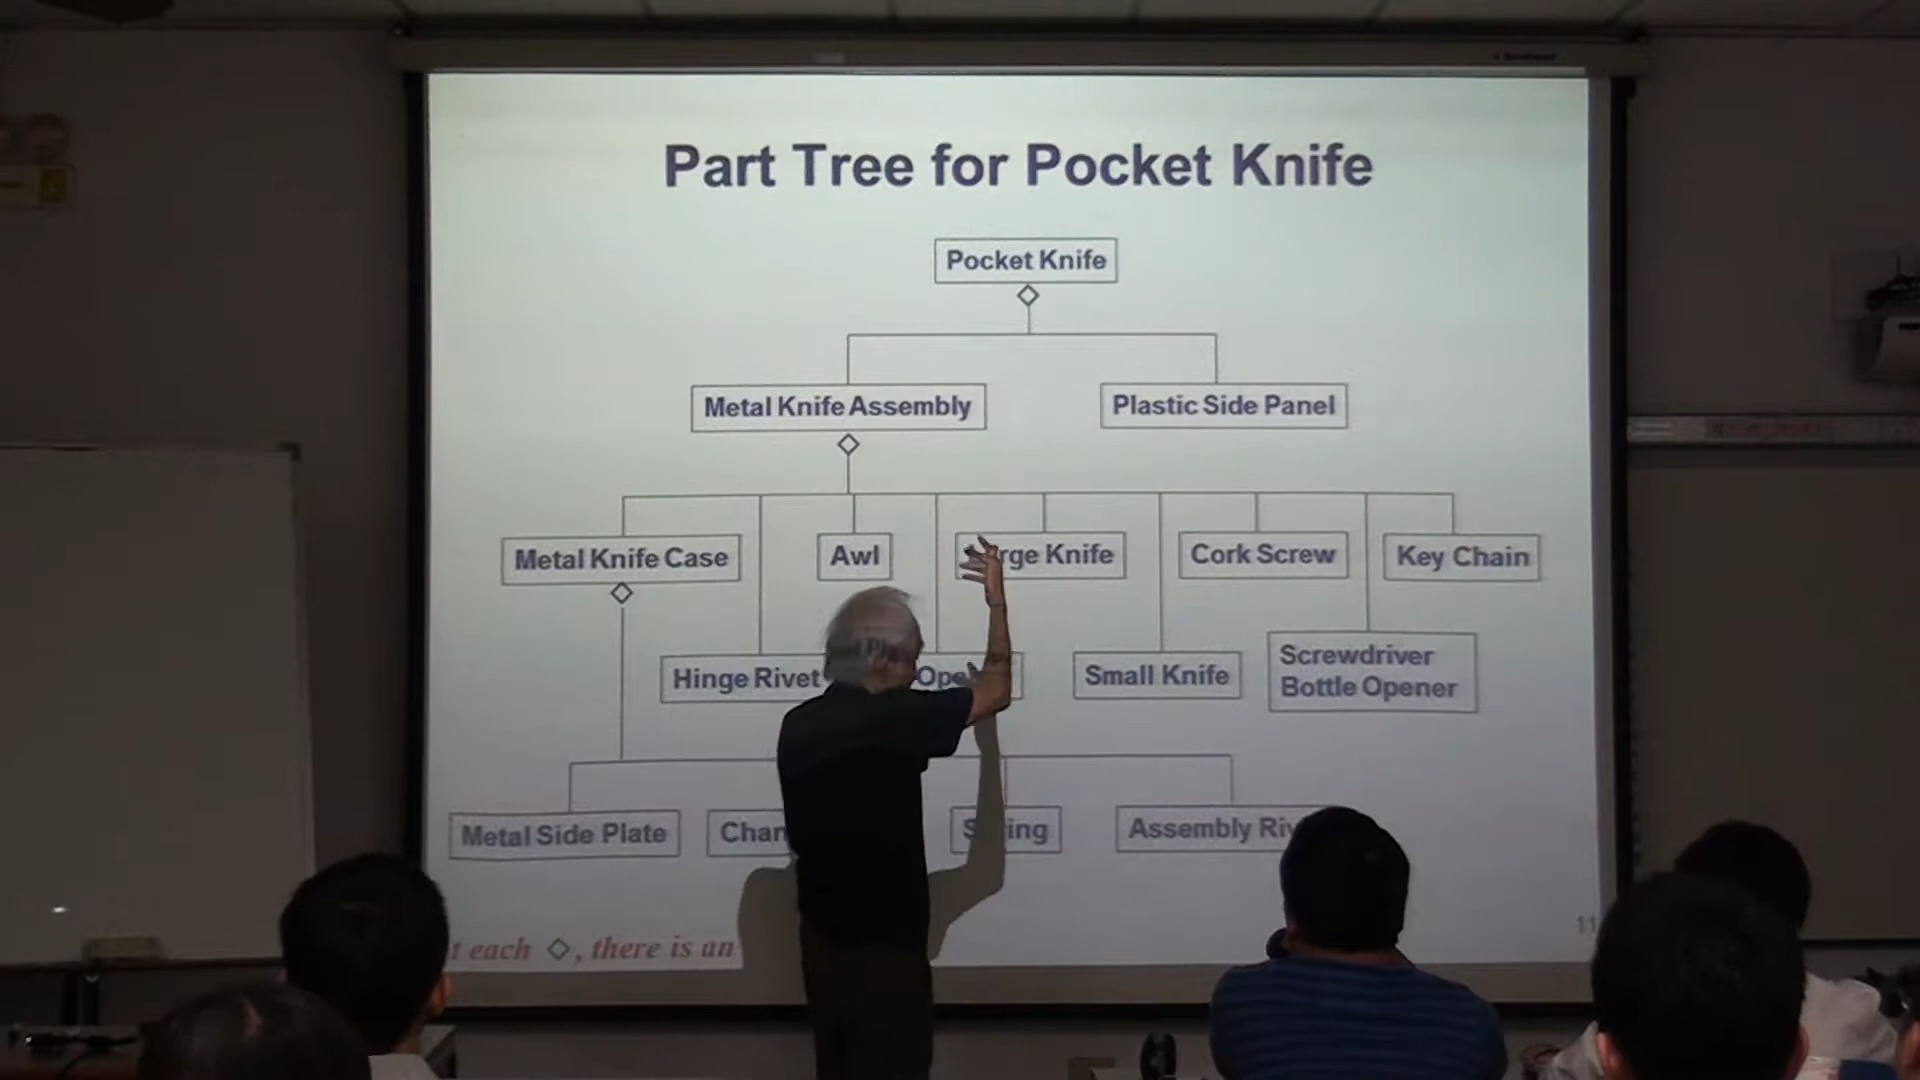 Part Tree for Pocket Knife
Pocket Knife
Metal Knife Assembly
Plastic Side Panel
Metal Knife Case
Awl
Knife
Cork Screw
Key Chain
Hinge Rivet
Small Knife
Screwdriver
Bottle Opener
Metal Side Plate
Assembly
each ◇, there is an
11